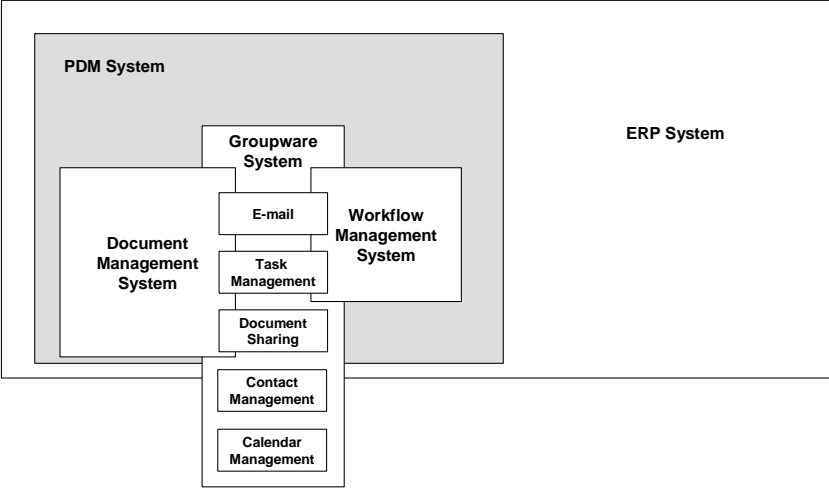 PDM System
ERP System
Groupware
System
E-mail
Workflow
Management
System
Document
Management
System
Task
Management
Document
Sharing
Contact
Management
Calendar
Management